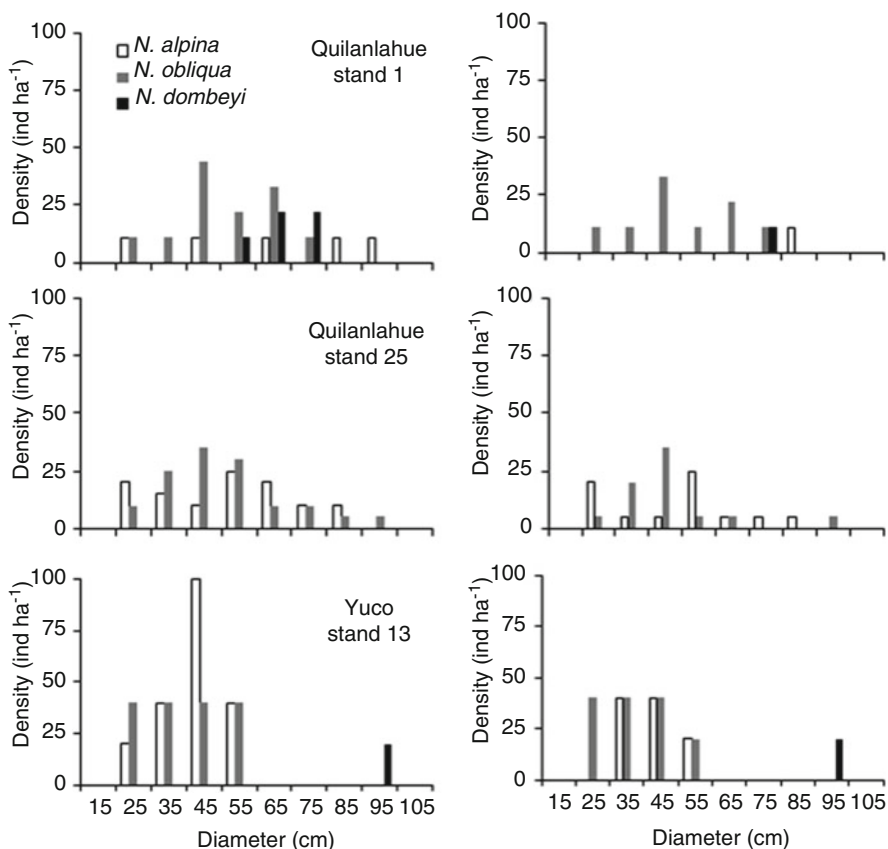 100
75
50
25
0
Density (ind ha⁻¹)
N. alpina
N. obliqua
N. dombeyi
Quilanlahue
stand 1
100
75
50
25
0
Density (ind ha⁻¹)
100
75
50
25
0
Density (ind ha⁻¹)
Quilanlahue
stand 25
100
75
50
25
0
Density (ind ha⁻¹)
100
75
50
25
0
Density (ind ha⁻¹)
Yuco
stand 13
15 25 35 45 55 65 75 85 95 105
Diameter (cm)
100
75
50
25
0
Density (ind ha⁻¹)
15 25 35 45 55 65 75 85 95 105
Diameter (cm)